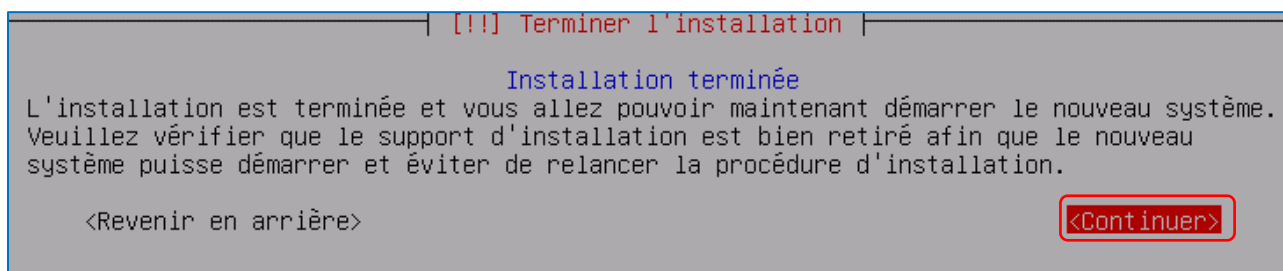 [!!] Terminer l'installation
Installation terminée
L'installation est terminée et vous allez pouvoir maintenant démarrer le nouveau système.
Veuillez vérifier que le support d'installation est bien retiré afin que le nouveau
système puisse démarrer et éviter de relancer la procédure d'installation.
<Revenir en arrière> <Continuer>